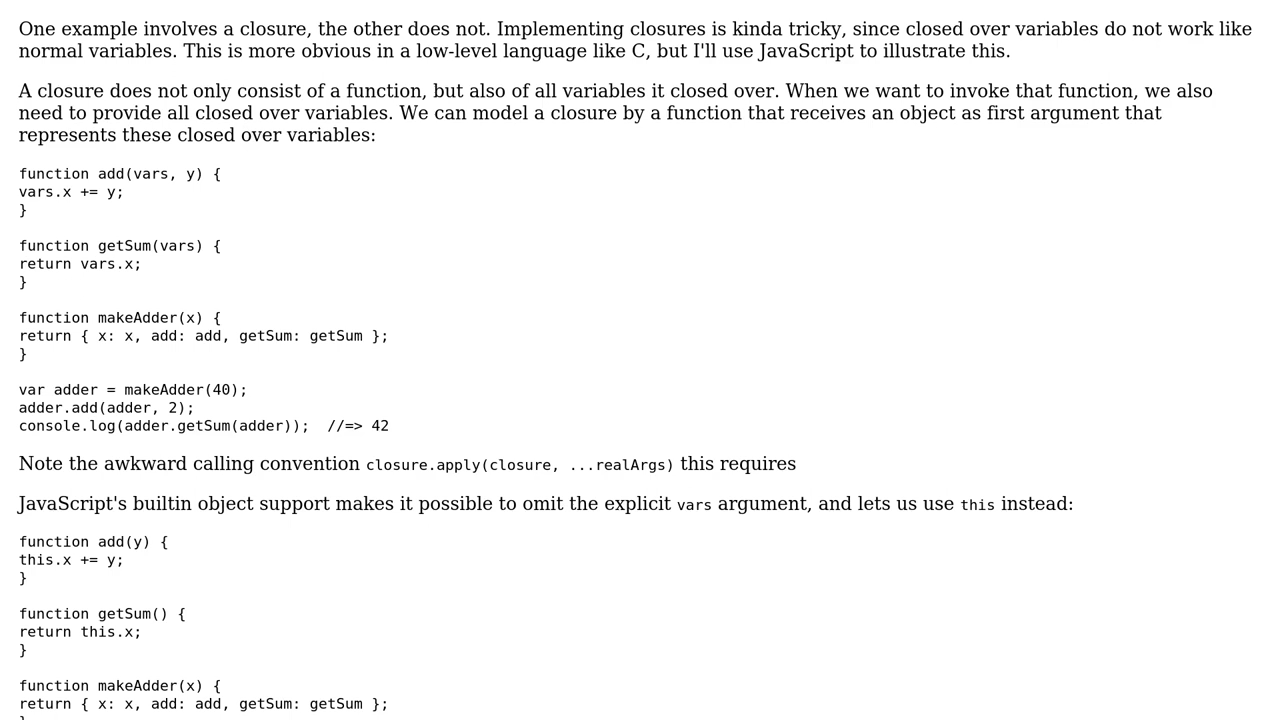 One example involves a closure, the other does not. Implementing closures is kinda tricky, since closed over variables do not work like
normal variables. This is more obvious in a low-level language like C, but I'll use JavaScript to illustrate this.
A closure does not only consist of a function, but also of all variables it closed over. When we want to invoke that function, we also
need to provide all closed over variables. We can model a closure by a function that receives an object as first argument that
represents these closed over variables:
function add(vars, y) {
vars.x += y;
}
function getSum(vars) {
return vars.x;
}
function makeAdder(x) {
return { x: x, add: add, getSum: getSum };
}
var adder = makeAdder(40);
adder.add(adder, 2);
console.log(adder.getSum(adder));  //=> 42
Note the awkward calling convention closure.apply(closure, ...realArgs) this requires
JavaScript's builtin object support makes it possible to omit the explicit vars argument, and lets us use this instead:
function add(y) {
this.x += y;
}
function getSum() {
return this.x;
}
function makeAdder(x) {
return { x: x, add: add, getSum: getSum };
}